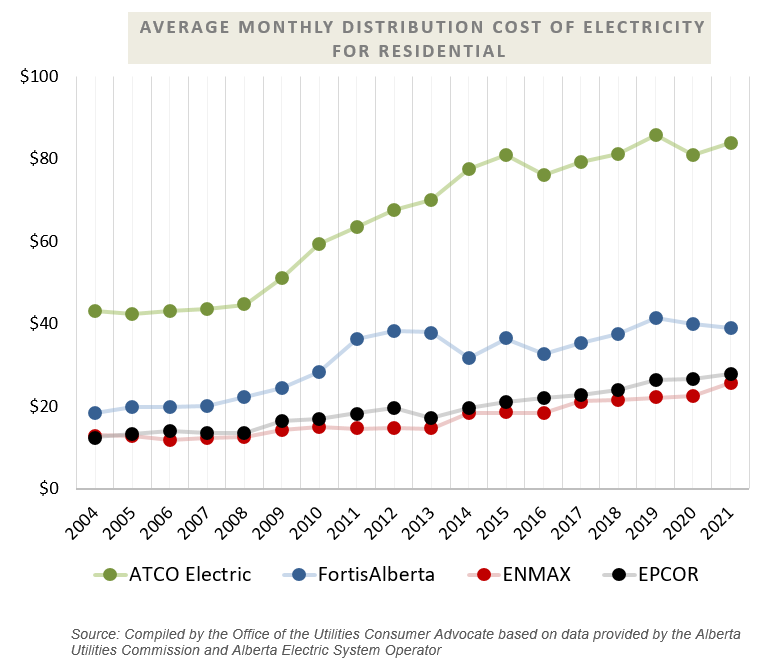 AVERAGE MONTHLY DISTRIBUTION COST OF ELECTRICITY
FOR RESIDENTIAL
$100
$80
$60
$40
$20
$0
2004 2005 2006 2007 2008 2009 2010 2011 2012 2013 2014 2015 2016 2017 2018 2019 2020 2021
ATCO Electric FortisAlberta ENMAX EPCOR
Source: Compiled by the Office of the Utilities Consumer Advocate based on data provided by the Alberta
Utilities Commission and Alberta Electric System Operator